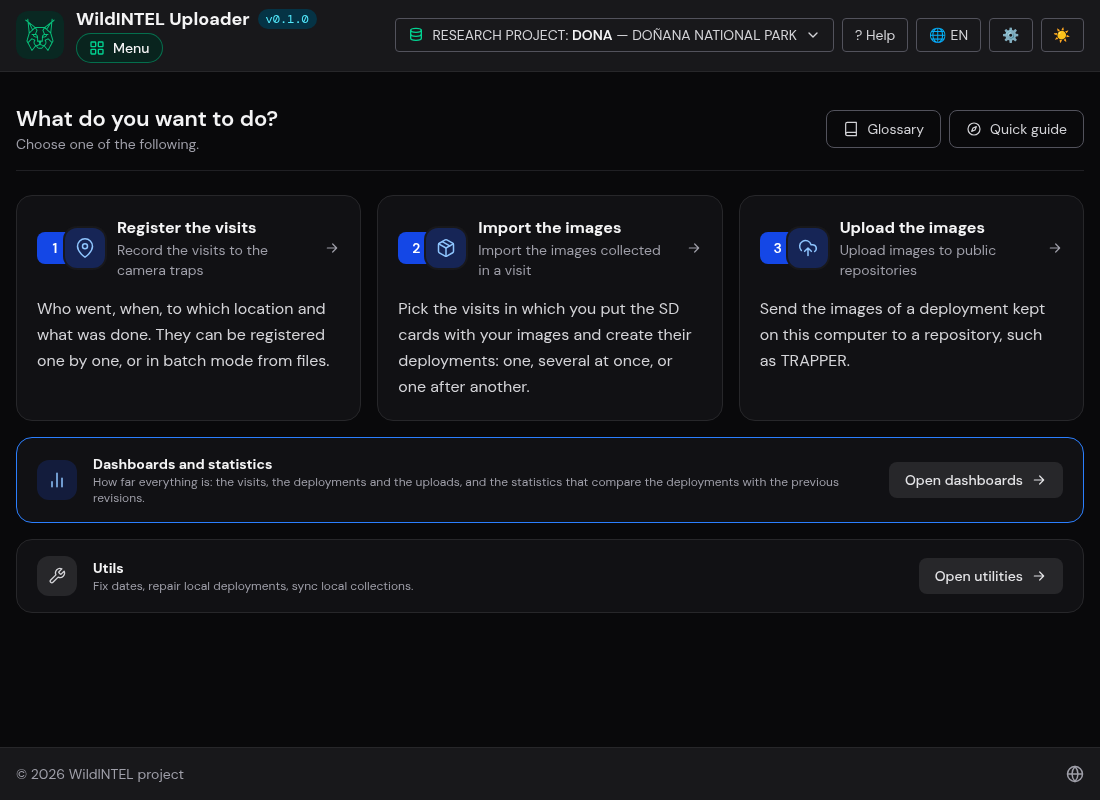 WildINTEL Uploader v0.1.0
Menu
RESEARCH PROJECT: DONA — DOÑANA NATIONAL PARK
? Help
EN
What do you want to do?
Choose one of the following.
Glossary
Quick guide
1
Register the visits
Record the visits to the
camera traps
Who went, when, to which location and
what was done. They can be registered
one by one, or in batch mode from files.
2
Import the images
Import the images collected
in a visit
Pick the visits in which you put the SD
cards with your images and create their
deployments: one, several at once, or
one after another.
3
Upload the images
Upload images to public
repositories
Send the images of a deployment kept
on this computer to a repository, such
as TRAPPER.
Dashboards and statistics
How far everything is: the visits, the deployments and the uploads, and the statistics that compare the deployments with the previous
revisions.
Open dashboards
Utils
Fix dates, repair local deployments, sync local collections.
Open utilities
© 2026 WildINTEL project